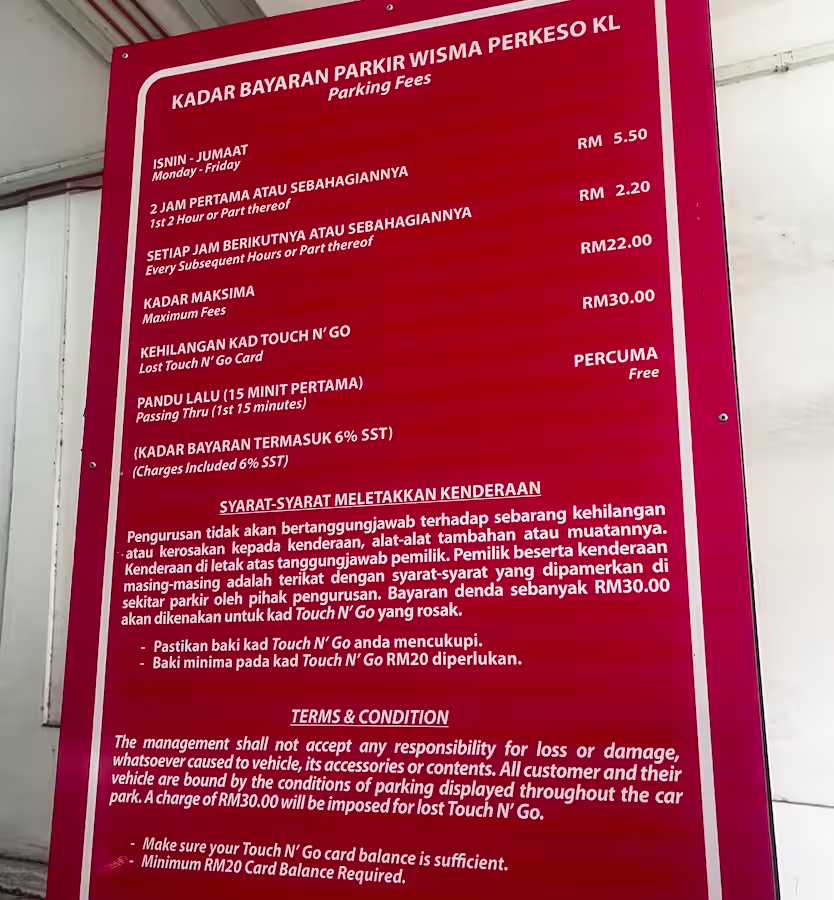 KADAR BAYARAN PARKIR WISMA PERKESO KL
Parking Fees
ISNIN - JUMAAT
Monday - Friday
2 JAM PERTAMA ATAU SEBAHAGIANNYA RM 5.50
1st 2 Hour or Part thereof
SETIAP JAM BERIKUTNYA ATAU SEBAHAGIANNYA RM 2.20
Every Subsequent Hours or Part thereof
KADAR MAKSIMA RM22.00
Maximum Fees
KEHILANGAN KAD TOUCH N' GO RM30.00
Lost Touch N' Go Card
PANDU LALU (15 MINIT PERTAMA) PERCUMA
Passing Thru (1st 15 minutes) Free
(KADAR BAYARAN TERMASUK 6% SST)
(Charges Included 6% SST)
SYARAT-SYARAT MELETAKKAN KENDERAAN
Pengurusan tidak akan bertanggungjawab terhadap sebarang kehilangan
atau kerosakan kepada kenderaan, alat-alat tambahan atau muatannya.
Kenderaan di letak atas tanggungjawab pemilik. Pemilik beserta kenderaan
masing-masing adalah terikat dengan syarat-syarat yang dipamerkan di
sekitar parkir oleh pihak pengurusan. Bayaran denda sebanyak RM30.00
akan dikenakan untuk kad Touch N' Go yang rosak.
- Pastikan baki kad Touch N' Go anda mencukupi.
- Baki minima pada kad Touch N' Go RM20 diperlukan.
TERMS & CONDITION
The management shall not accept any responsibility for loss or damage,
whatsoever caused to vehicle, its accessories or contents. All customer and their
vehicle are bound by the conditions of parking displayed throughout the car
park. A charge of RM30.00 will be imposed for lost Touch N' Go.
- Make sure your Touch N' Go card balance is sufficient.
- Minimum RM20 Card Balance Required.